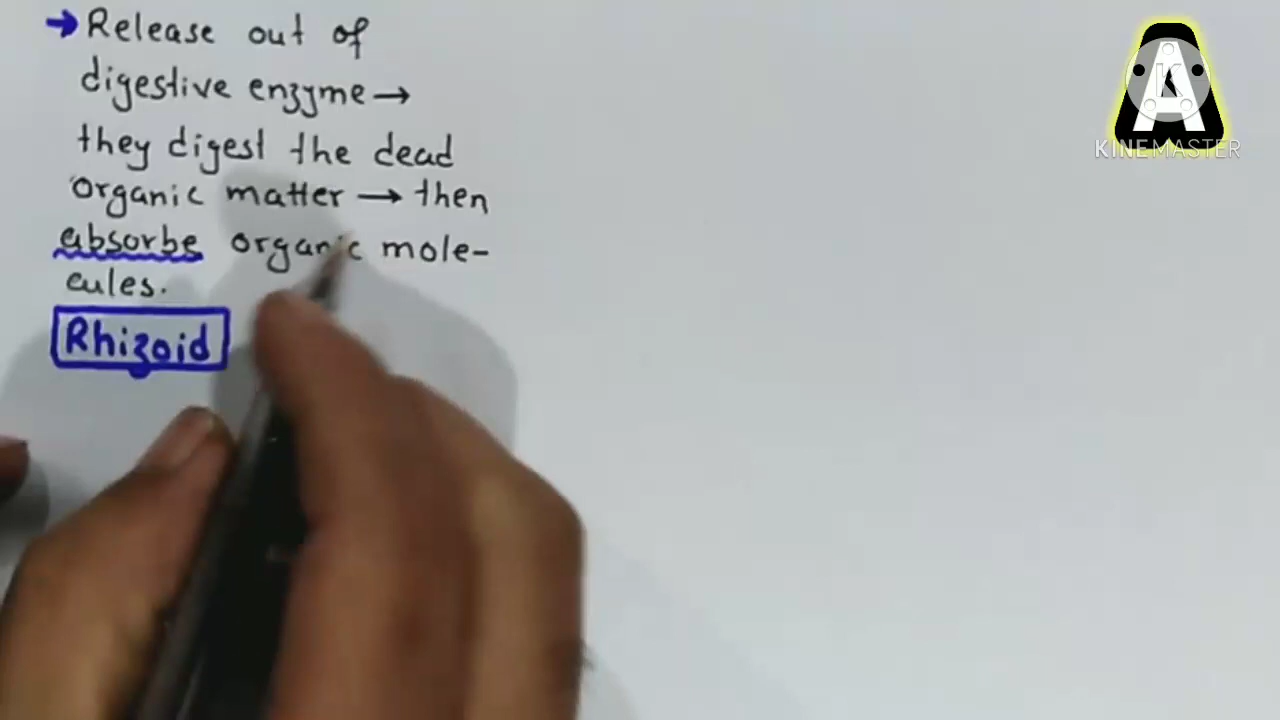 → Release out of
digestive enzyme →
they digest the dead
organic matter → then
absorbe organic mole-
cules.
Rhizoid
A
K
KINEMASTER